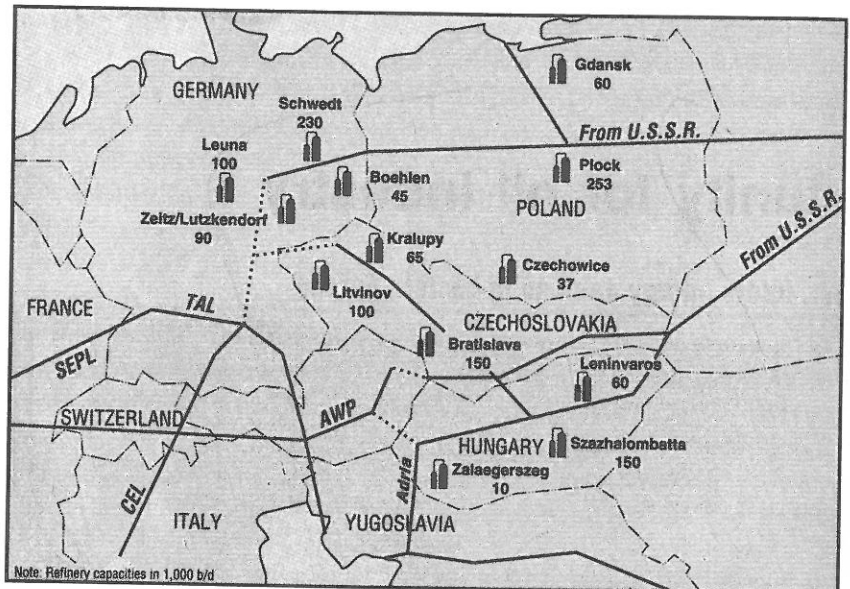 GERMANY
Schwedt
230
Gdansk
60
From U.S.S.R.
Leuna
100
Boehlen
45
Plock
253
Zeitz/Lutzkendorf
90
POLAND
From U.S.S.R.
Kralupy
65
Czechowice
37
Litvinov
100
FRANCE
TAL
CZECHOSLOVAKIA
SEPL
Bratislava
150
Leninvaros
60
SWITZERLAND
AWP
HUNGARY
Szazhalombatta
150
Zalaegerszeg
10
Adria
CEL
ITALY
YUGOSLAVIA
Note: Refinery capacities in 1,000 b/d